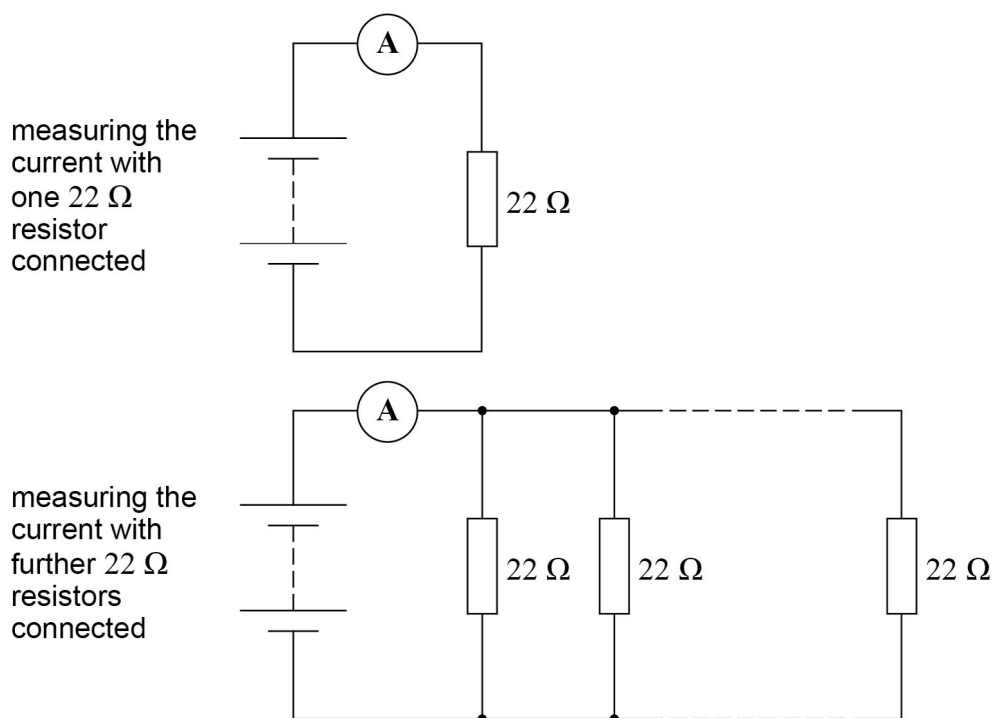 A
measuring the
current with
one 22 Ω
resistor
connected
22 Ω
A
measuring the
current with
further 22 Ω
resistors
connected
22 Ω
22 Ω
22 Ω